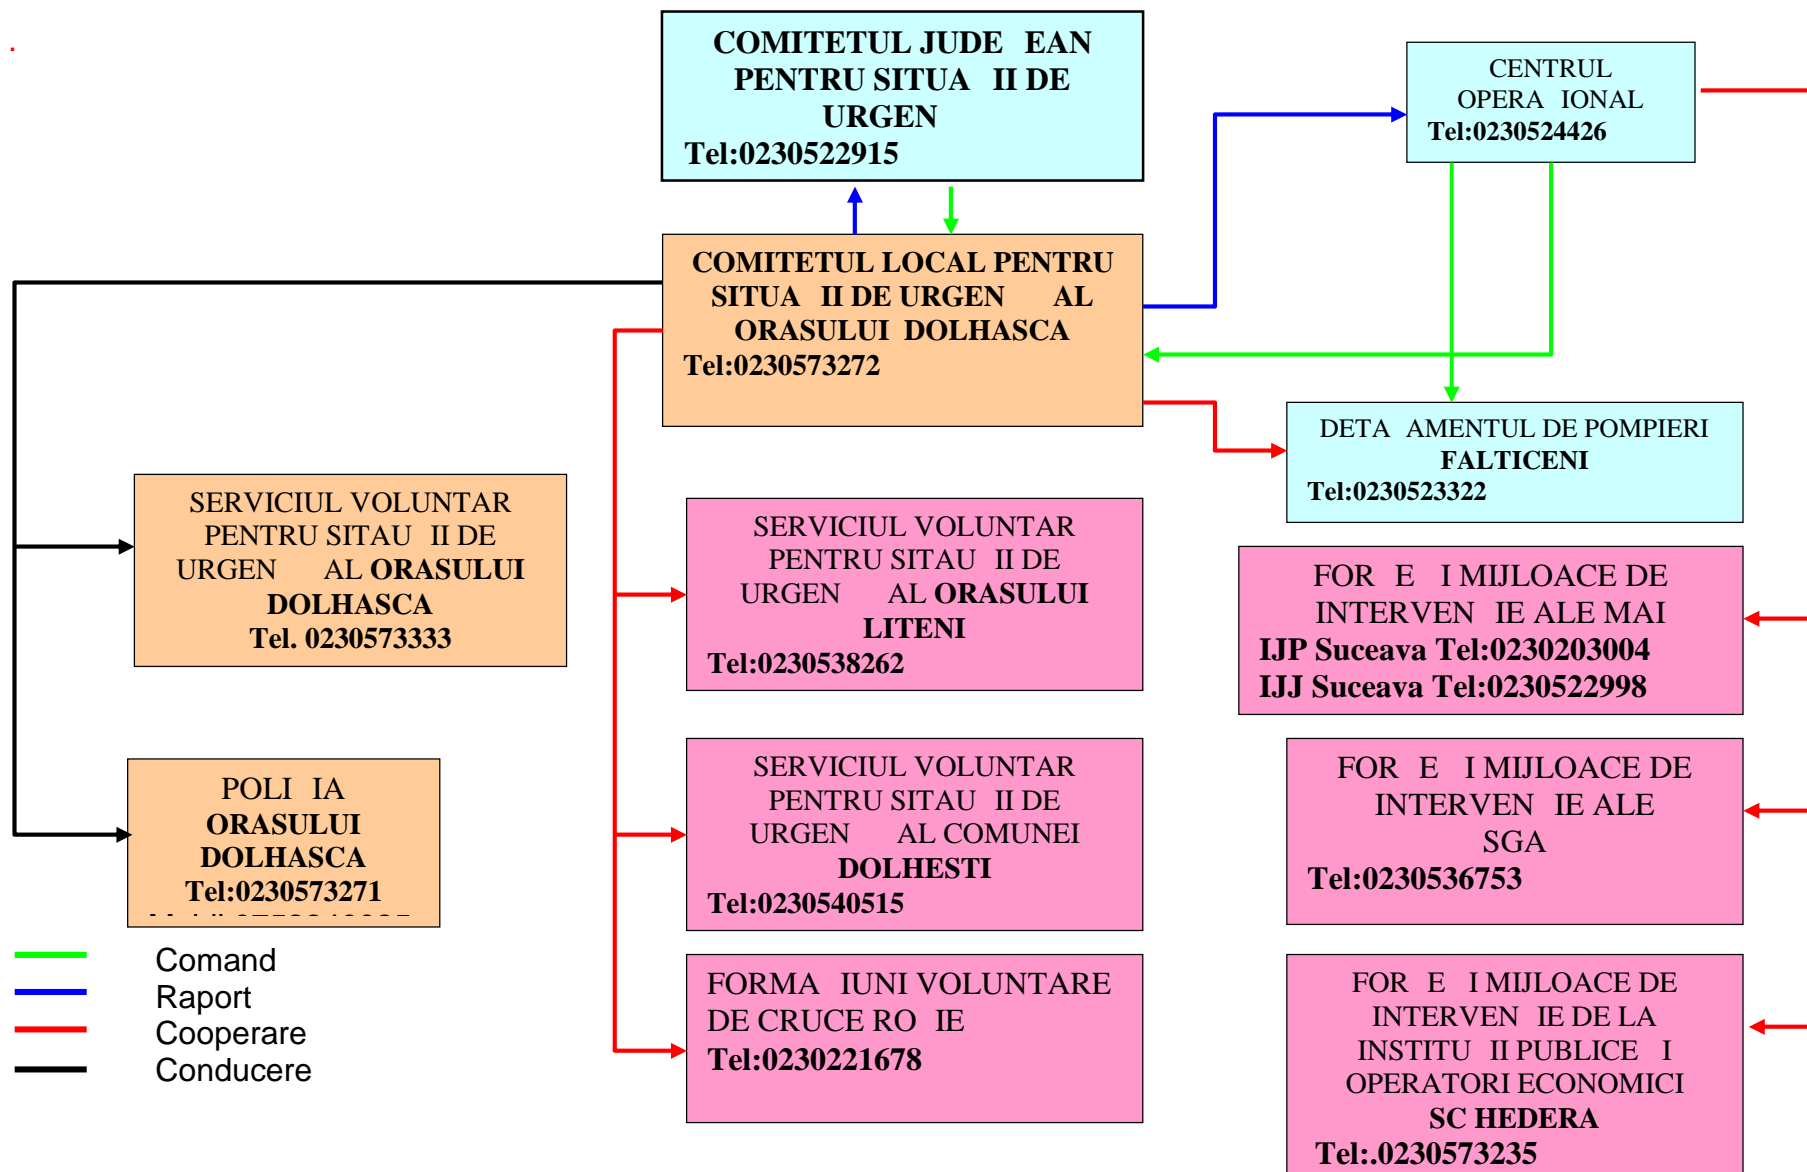 COMITETUL JUDE EAN
PENTRU SITUA II DE
URGEN
Tel:0230522915
CENTRUL
OPERA IONAL
Tel:0230524426
COMITETUL LOCAL PENTRU
SITUA II DE URGEN AL
ORASULUI DOLHASCA
Tel:0230573272
DETA AMENTUL DE POMPIERI
FALTICENI
Tel:0230523322
SERVICIUL VOLUNTAR
PENTRU SITAU II DE
URGEN AL ORASULUI
DOLHASCA
Tel. 0230573333
SERVICIUL VOLUNTAR
PENTRU SITAU II DE
URGEN AL ORASULUI
LITENI
Tel:0230538262
FOR E I MIJLOACE DE
INTERVEN IE ALE MAI
IJP Suceava Tel:0230203004
IJJ Suceava Tel:0230522998
POLI IA
ORASULUI
DOLHASCA
Tel:0230573271
SERVICIUL VOLUNTAR
PENTRU SITAU II DE
URGEN AL COMUNEI
DOLHESTI
Tel:0230540515
FOR E I MIJLOACE DE
INTERVEN IE ALE
SGA
Tel:0230536753
Comand
Raport
Cooperare
Conducere
FORMA IUNI VOLUNTARE
DE CRUCE RO IE
Tel:0230221678
FOR E I MIJLOACE DE
INTERVEN IE DE LA
INSTITU II PUBLICE I
OPERATORI ECONOMICI
SC HEDERA
Tel:.0230573235